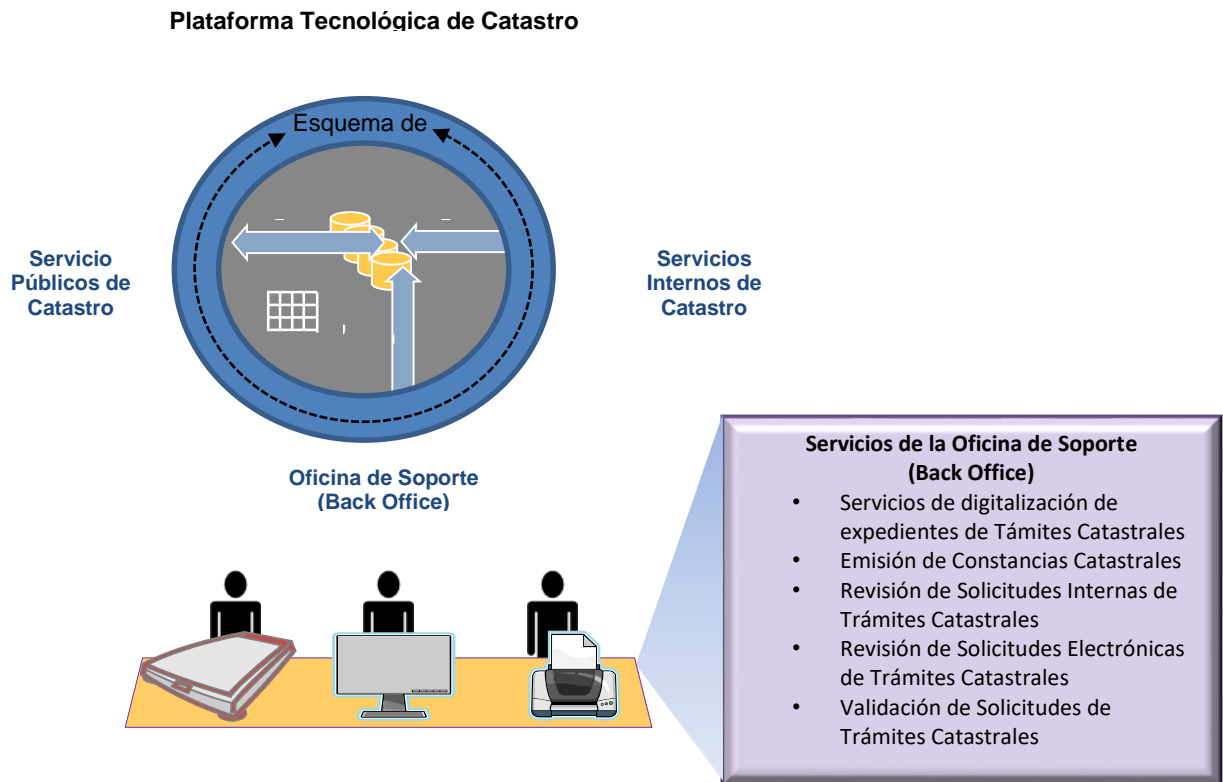 Plataforma Tecnológica de Catastro
Esquema de
Servicio
Públicos de
Catastro
Servicios
Internos de
Catastro
Oficina de Soporte
(Back Office)
Servicios de la Oficina de Soporte
(Back Office)
• Servicios de digitalización de
expedientes de Támites Catastrales
• Emisión de Constancias Catastrales
• Revisión de Solicitudes Internas de
Trámites Catastrales
• Revisión de Solicitudes Electrónicas
de Trámites Catastrales
• Validación de Solicitudes de
Trámites Catastrales